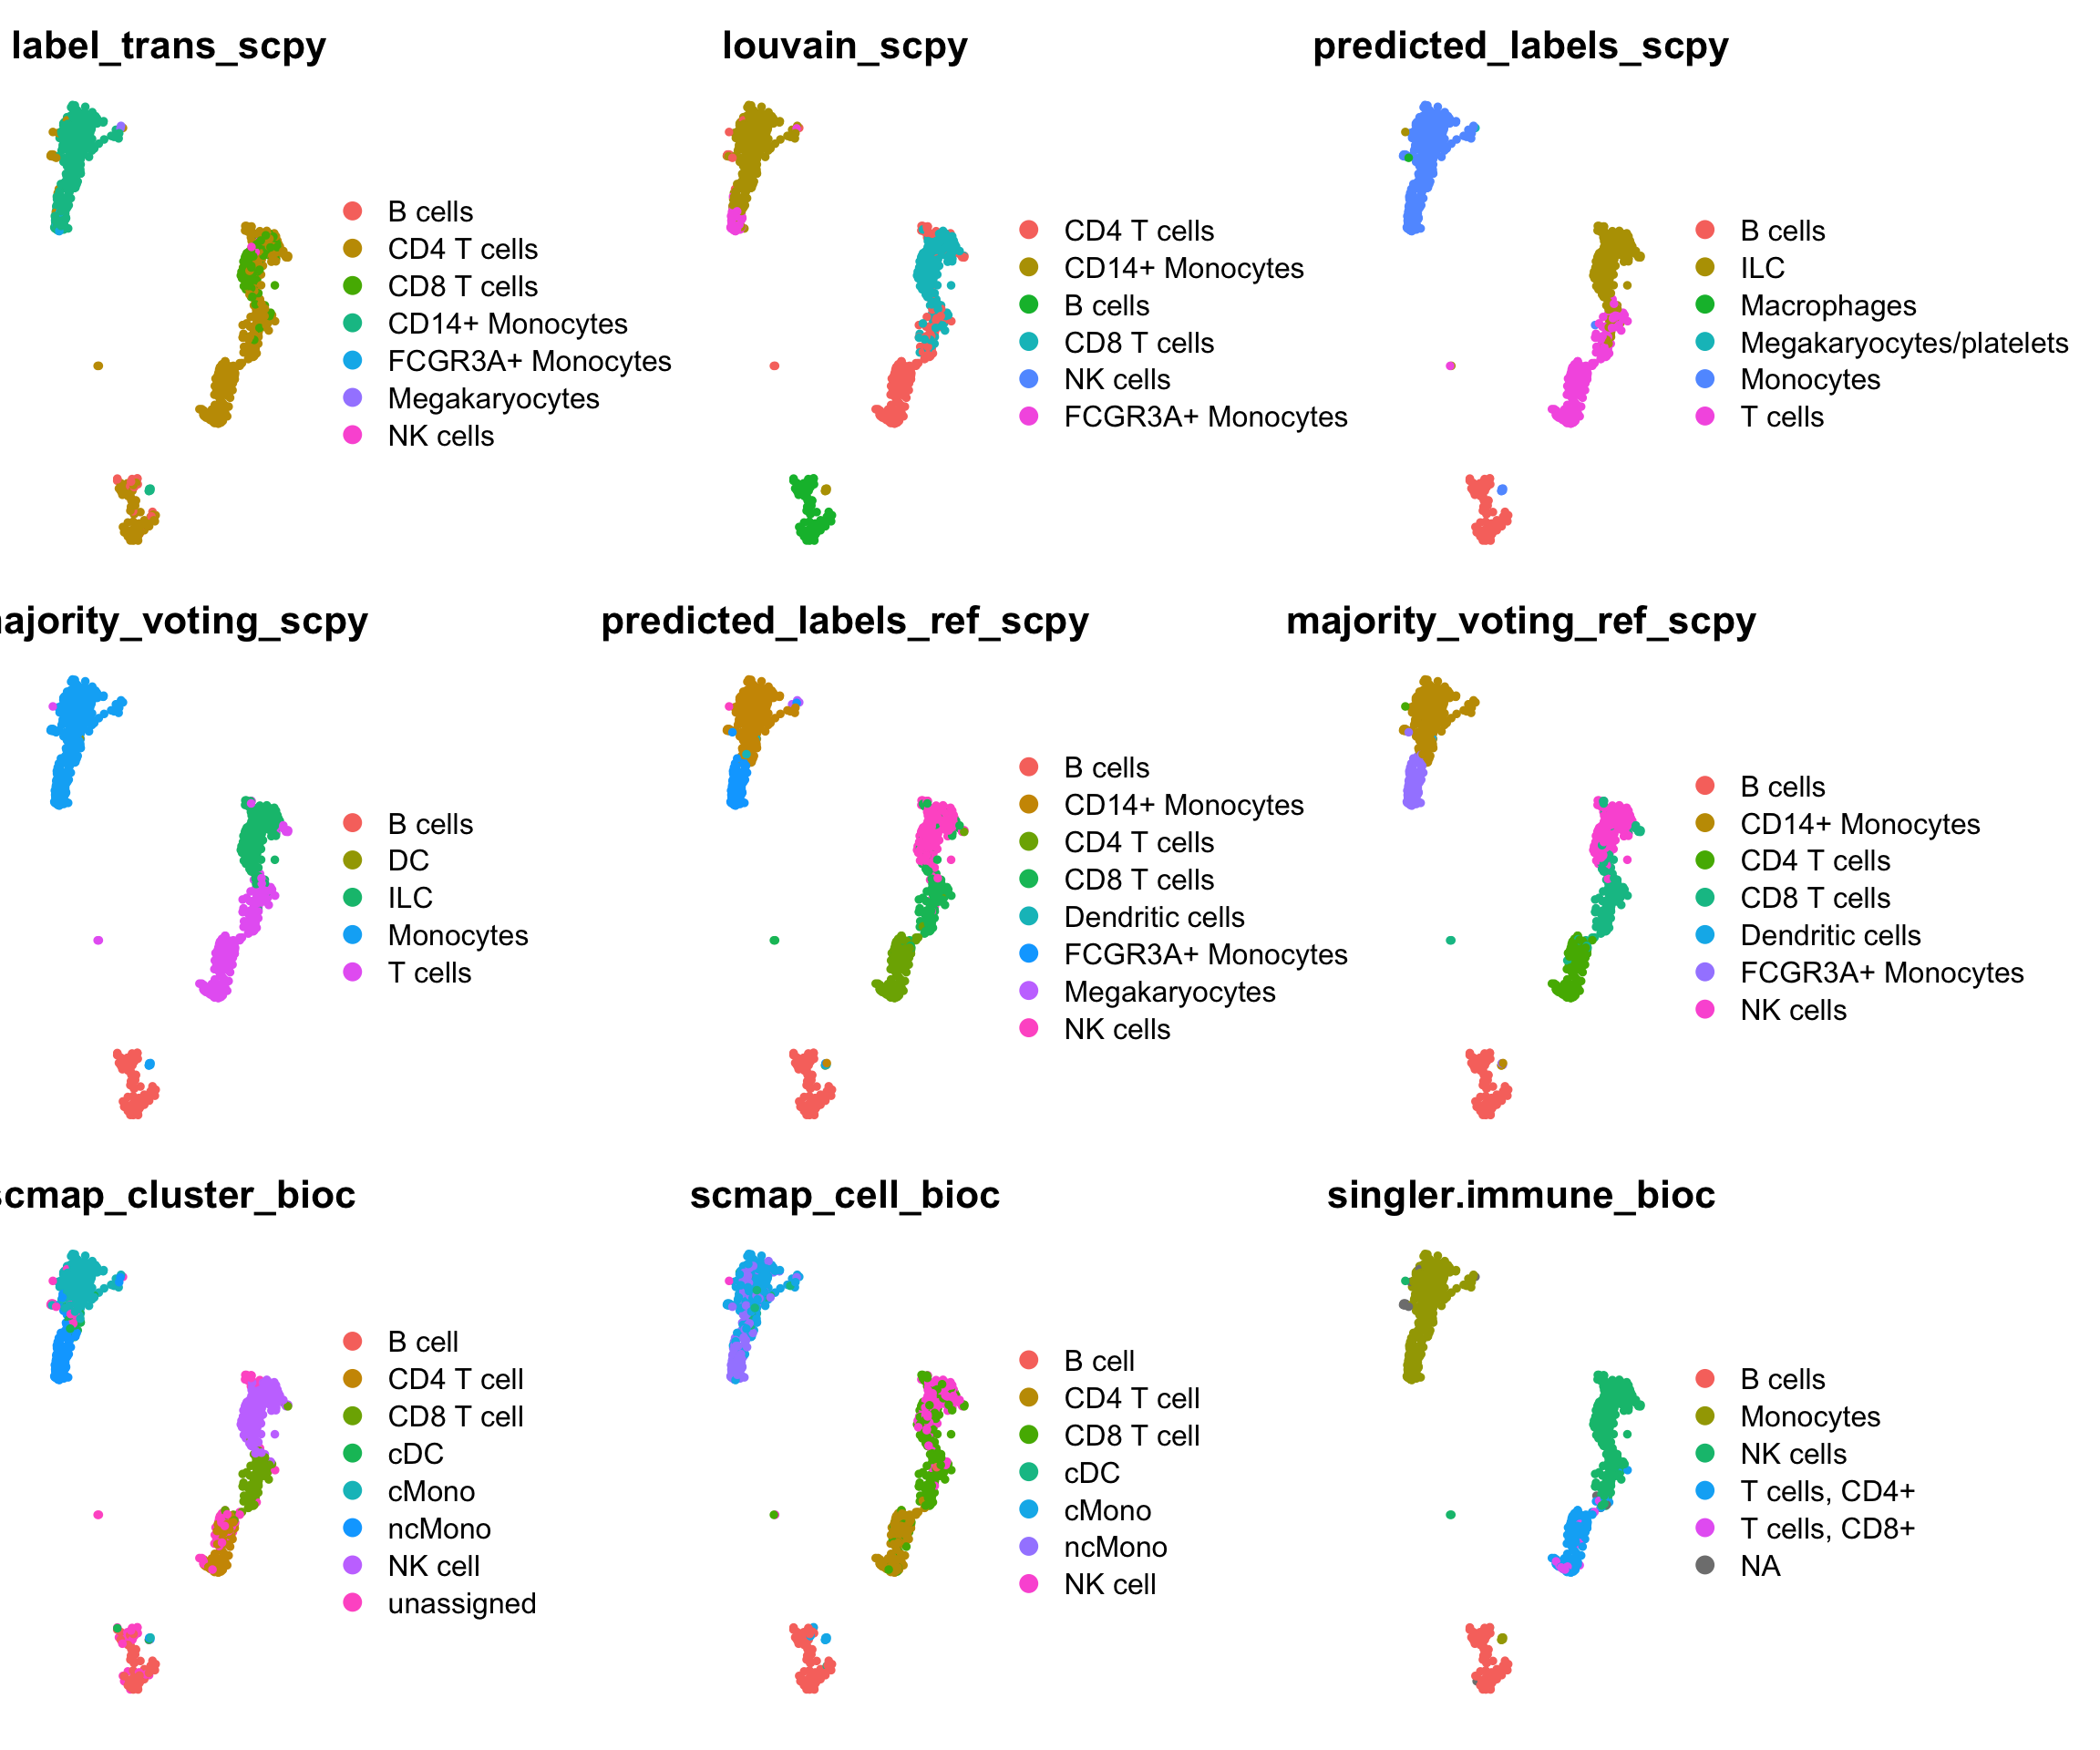 label_trans_scpy
B cells
CD4 T cells
CD8 T cells
CD14+ Monocytes
FCGR3A+ Monocytes
Megakaryocytes
NK cells
louvain_scpy
CD4 T cells
CD14+ Monocytes
B cells
CD8 T cells
NK cells
FCGR3A+ Monocytes
predicted_labels_scpy
B cells
ILC
Macrophages
Megakaryocytes/platelets
Monocytes
T cells
ajority_voting_scpy
B cells
DC
ILC
Monocytes
T cells
predicted_labels_ref_scpy
B cells
CD14+ Monocytes
CD4 T cells
CD8 T cells
Dendritic cells
FCGR3A+ Monocytes
Megakaryocytes
NK cells
majority_voting_ref_scpy
B cells
CD14+ Monocytes
CD4 T cells
CD8 T cells
Dendritic cells
FCGR3A+ Monocytes
NK cells
scmap_cluster_bioc
B cell
CD4 T cell
CD8 T cell
cDC
cMono
ncMono
NK cell
unassigned
scmap_cell_bioc
B cell
CD4 T cell
CD8 T cell
cDC
cMono
ncMono
NK cell
singler.immune_bioc
B cells
Monocytes
NK cells
T cells, CD4+
T cells, CD8+
NA